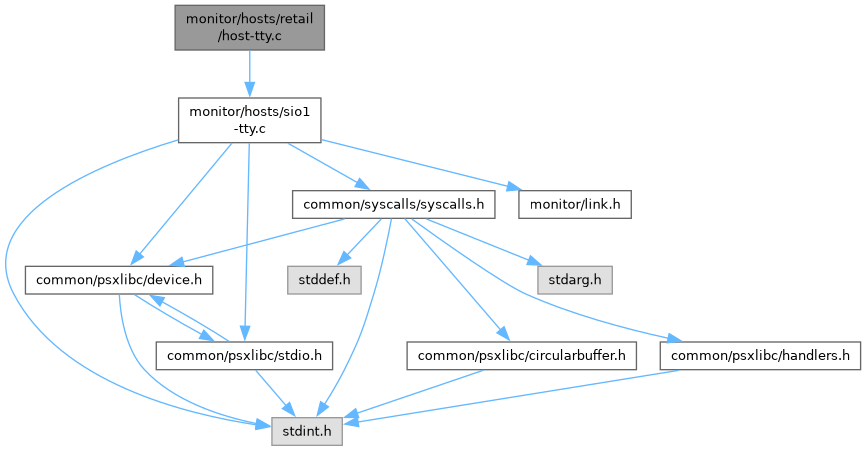 monitor/hosts/retail
/host-tty.c
monitor/hosts/sio1
-tty.c
common/syscalls/syscalls.h
monitor/link.h
common/psxlibc/device.h
stddef.h
stdarg.h
common/psxlibc/stdio.h
common/psxlibc/circularbuffer.h
common/psxlibc/handlers.h
stdint.h